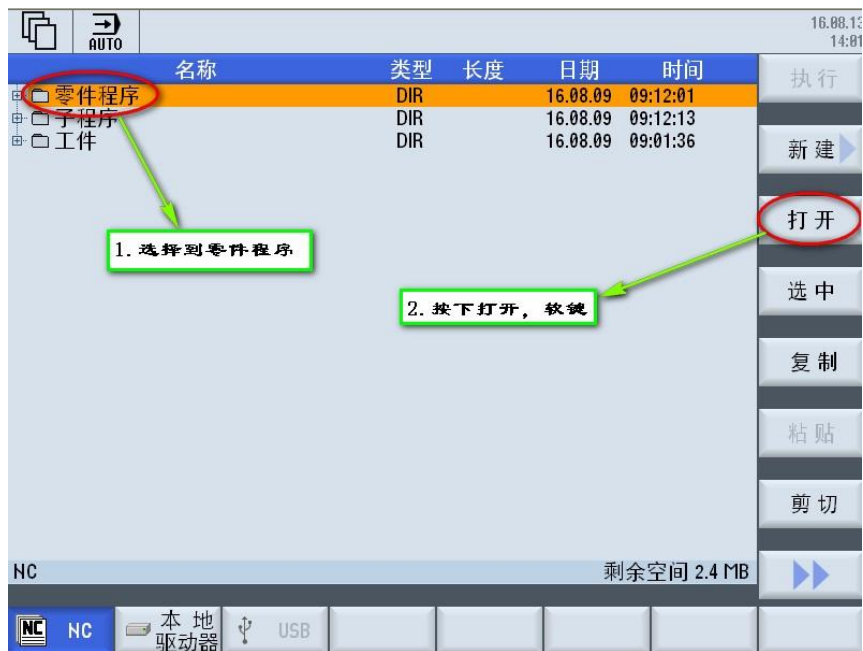 AUTO
16.08.13
14:01
名称 类型 长度 日期 时间
零件程序 DIR 16.08.09 09:12:01
子程序 DIR 16.08.09 09:12:13
工件 DIR 16.08.09 09:01:36
1. 选择到零件程序
2. 按下打开，软键
执行
新建
打开
选中
复制
粘贴
剪切
NC 剩余空间 2.4 MB
NC NC 本地驱动器 USB